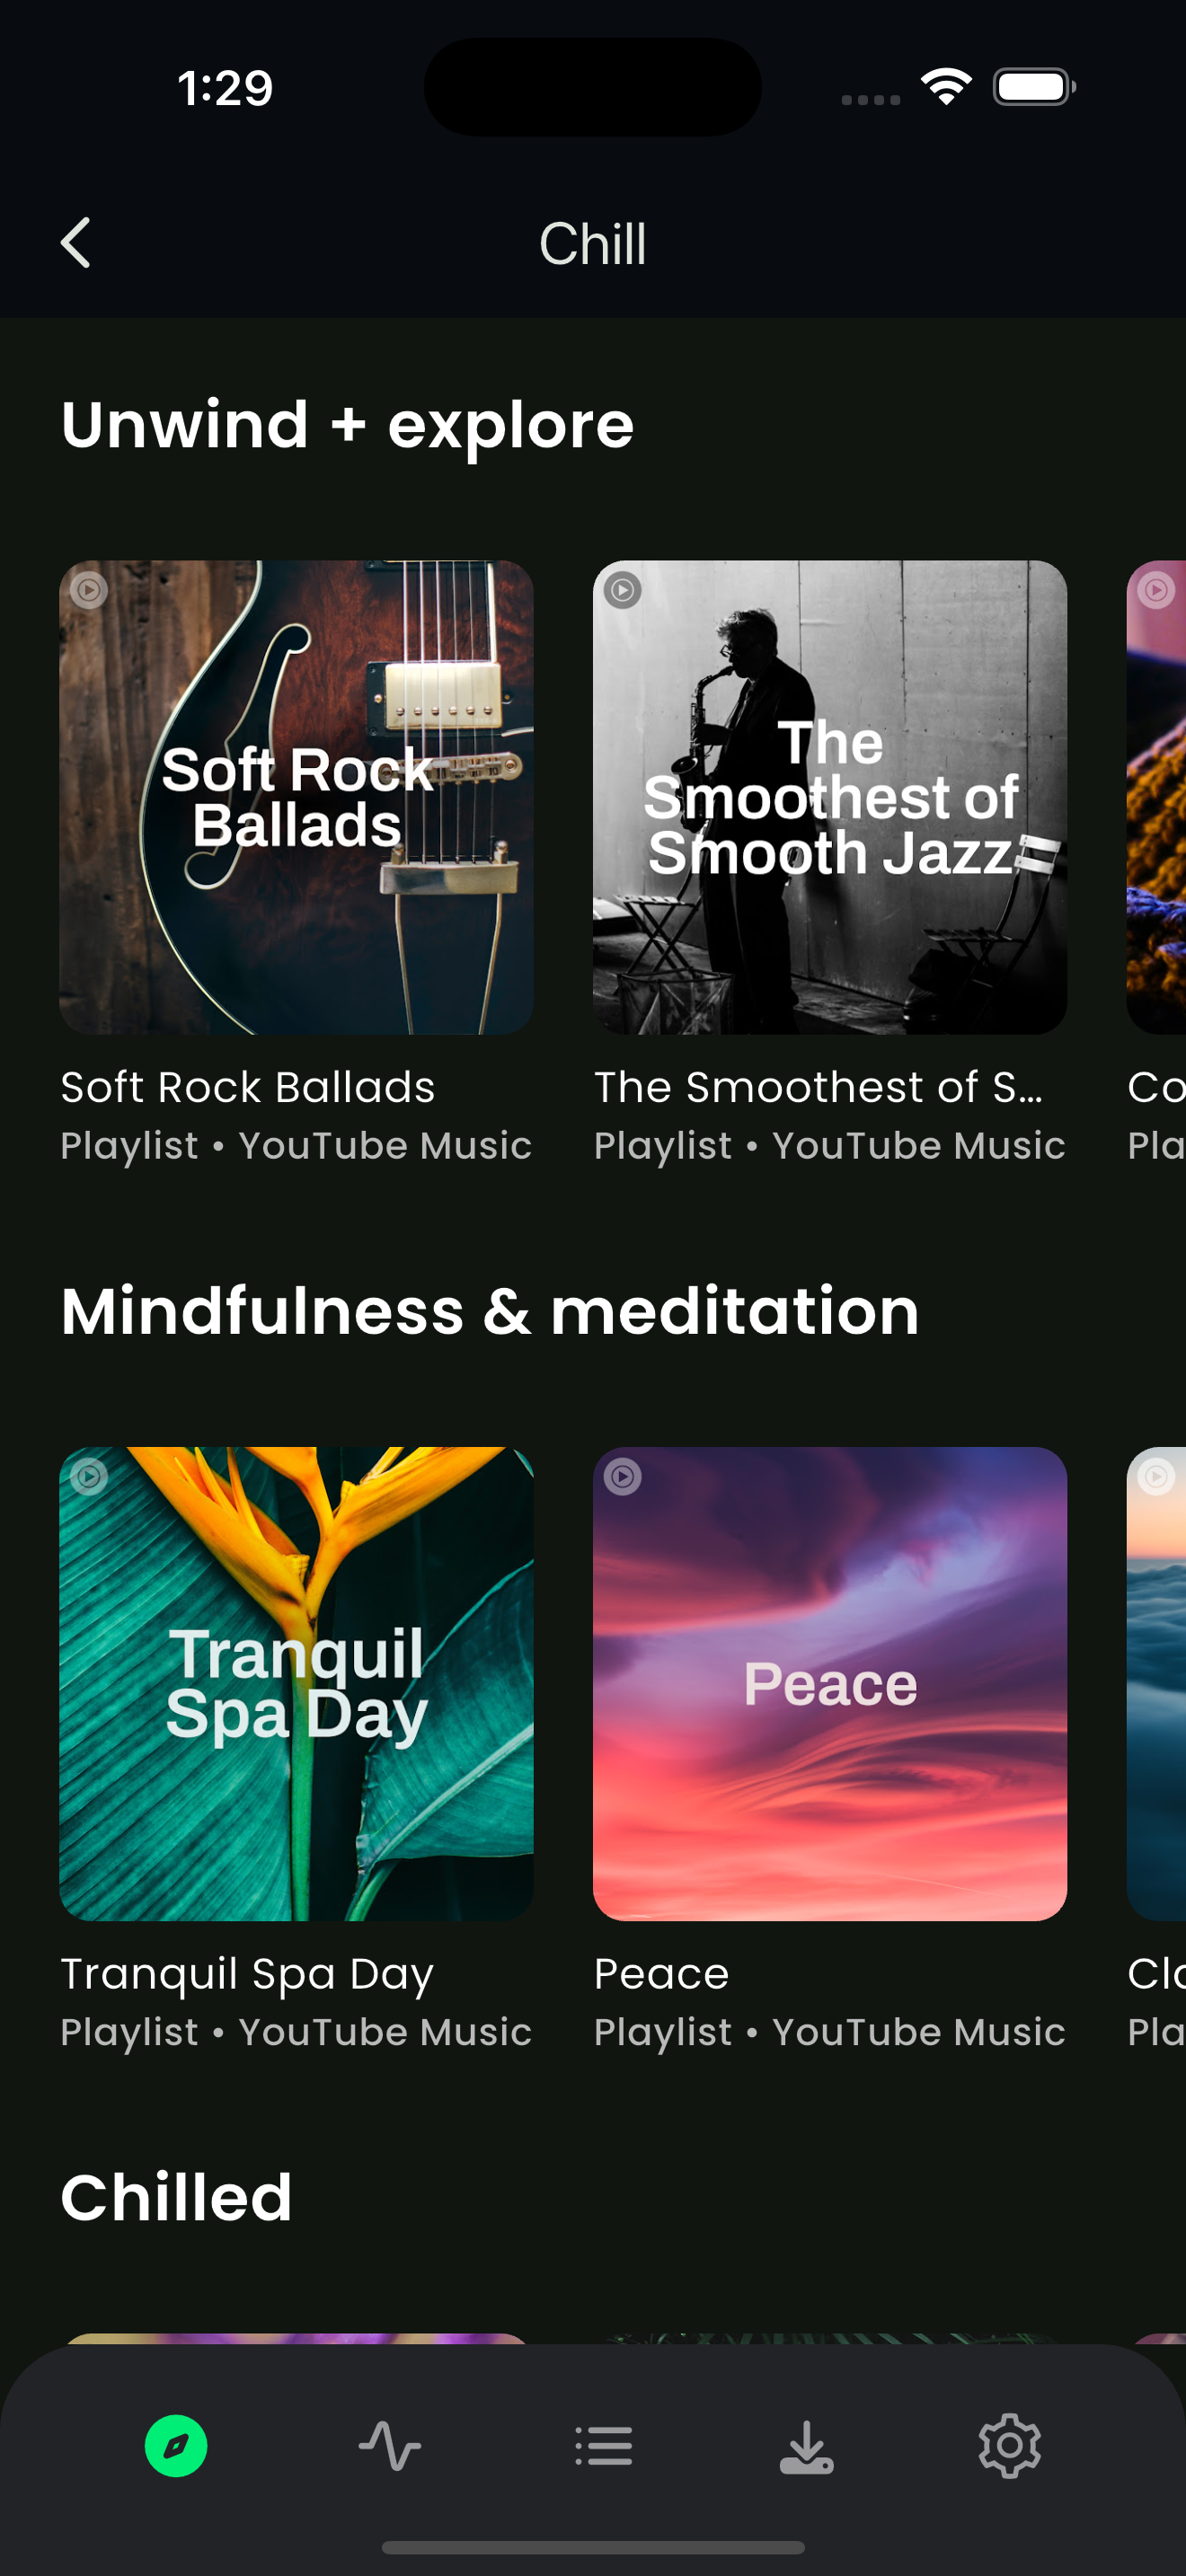 1:29
Chill
Unwind + explore
Soft Rock
Ballads
The
Smoothest of
Smooth Jazz
Soft Rock Ballads
The Smoothest of S...
Co
Playlist • YouTube Music
Playlist • YouTube Music
Pla
Mindfulness & meditation
Tranquil
Spa Day
Peace
Tranquil Spa Day
Peace
Cla
Playlist • YouTube Music
Playlist • YouTube Music
Pla
Chilled